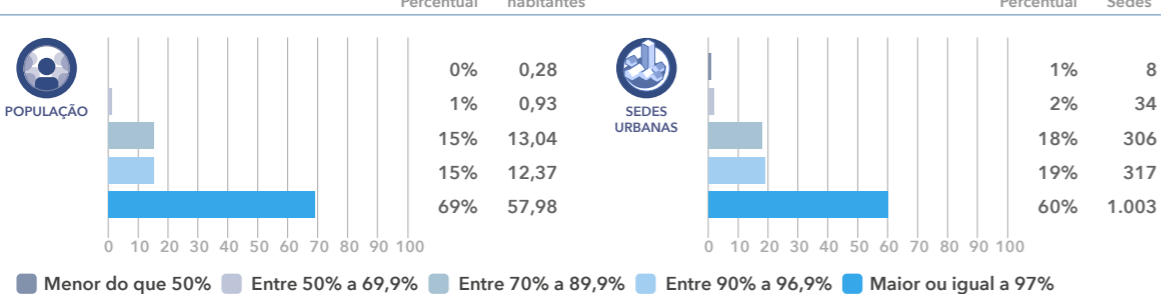 Percentual habitantes Percentual Sedes
POPULAÇÃO
0% 0,28
1% 0,93
15% 13,04
15% 12,37
69% 57,98
0 10 20 30 40 50 60 70 80 90 100
SEDES
URBANAS
1% 8
2% 34
18% 306
19% 317
60% 1.003
0 10 20 30 40 50 60 70 80 90 100
Menor do que 50% Entre 50% a 69,9% Entre 70% a 89,9% Entre 90% a 96,9% Maior ou igual a 97%